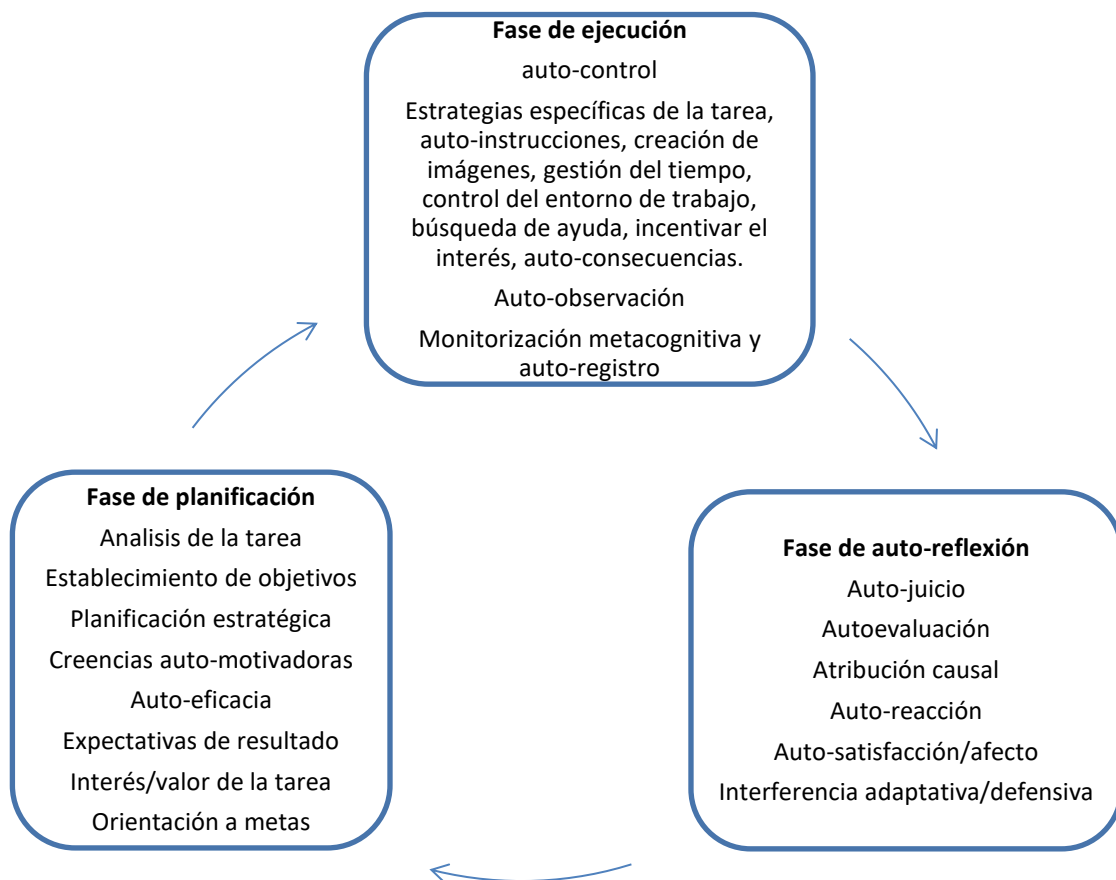 Fase de ejecución
auto-control
Estrategias específicas de la tarea,
auto-instrucciones, creación de
imágenes, gestión del tiempo,
control del entorno de trabajo,
búsqueda de ayuda, incentivar el
interés, auto-consecuencias.
Auto-observación
Monitorización metacognitiva y
auto-registro
Fase de planificación
Analisis de la tarea
Establecimiento de objetivos
Planificación estratégica
Creencias auto-motivadoras
Auto-eficacia
Expectativas de resultado
Interés/valor de la tarea
Orientación a metas
Fase de auto-reflexión
Auto-juicio
Autoevaluación
Atribución causal
Auto-reacción
Auto-satisfacción/afecto
Interferencia adaptativa/defensiva